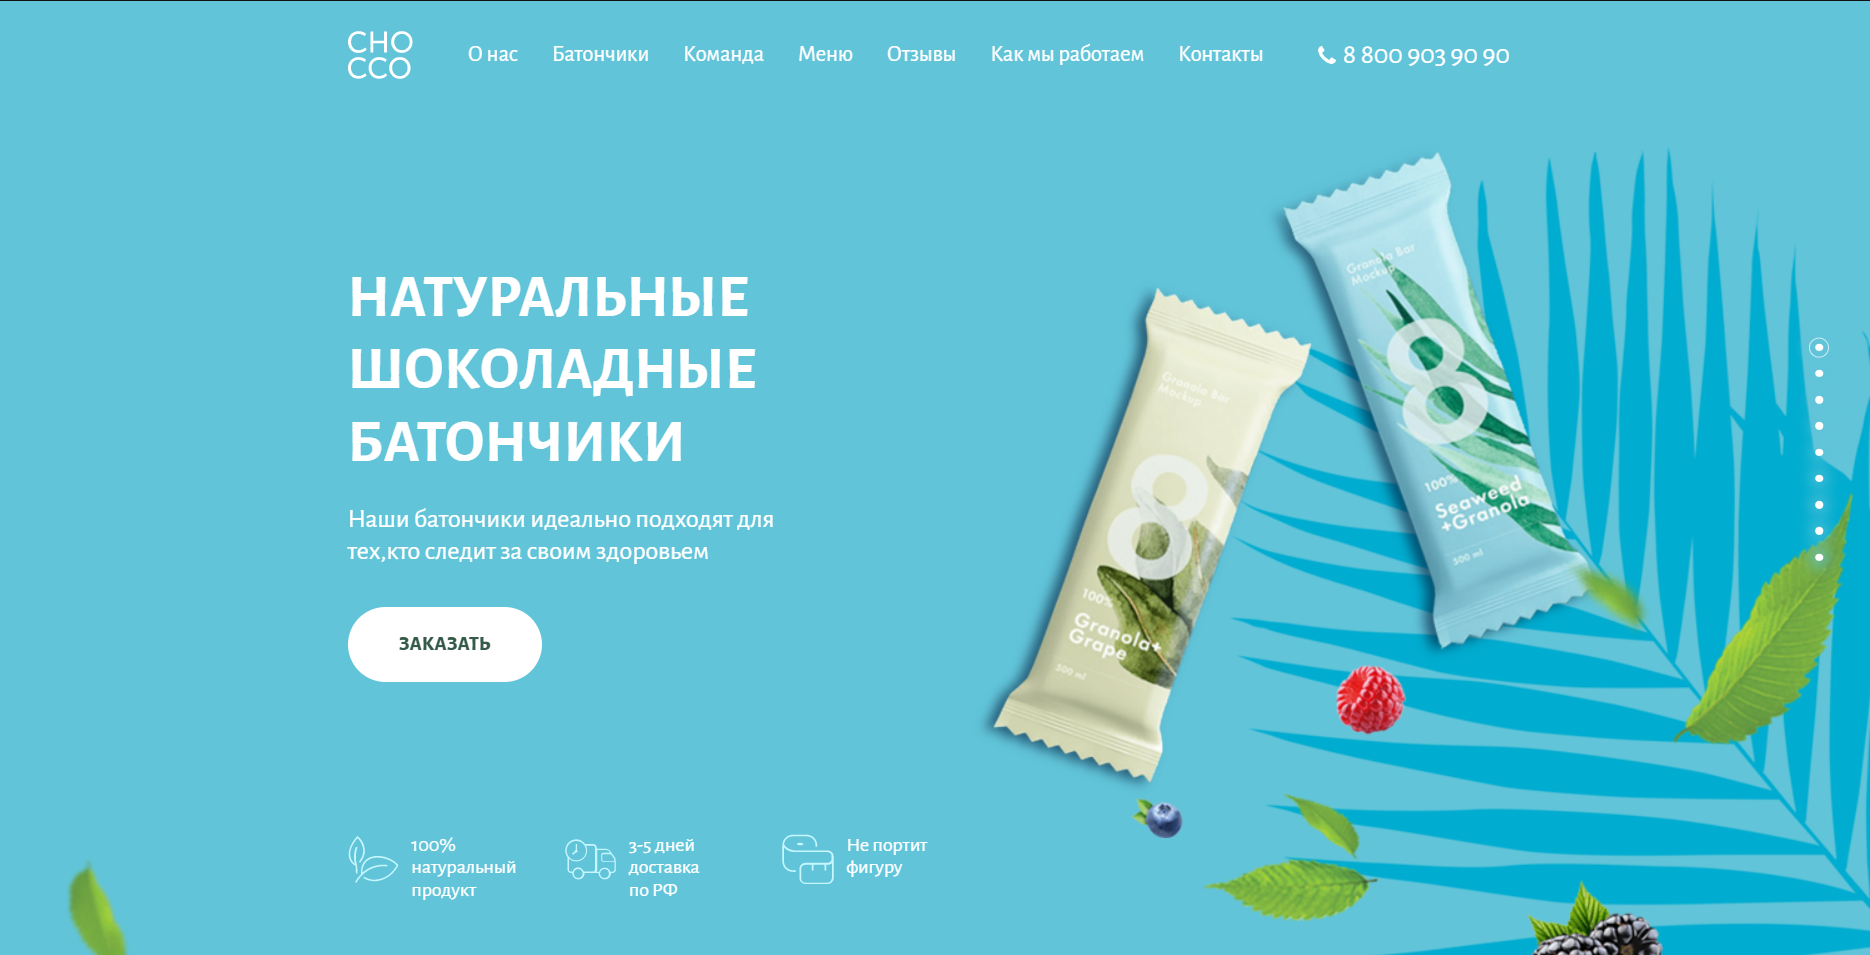 CHO
CCO
О нас Батончики Команда Меню Отзывы Как мы работаем Контакты 8 800 903 90 90
НАТУРАЛЬНЫЕ
ШОКОЛАДНЫЕ
БАТОНЧИКИ
Наши батончики идеально подходят для
тех,кто следит за своим здоровьем
ЗАКАЗАТЬ
100%
натуральный
продукт
3-5 дней
доставка
по РФ
Не портит
фигуру
Granola Bar
Mockup
8
100%
Granola+
Grape
500 ml
Granola Bar
Mockup
8
100%
Seaweed
+Granola
500 ml